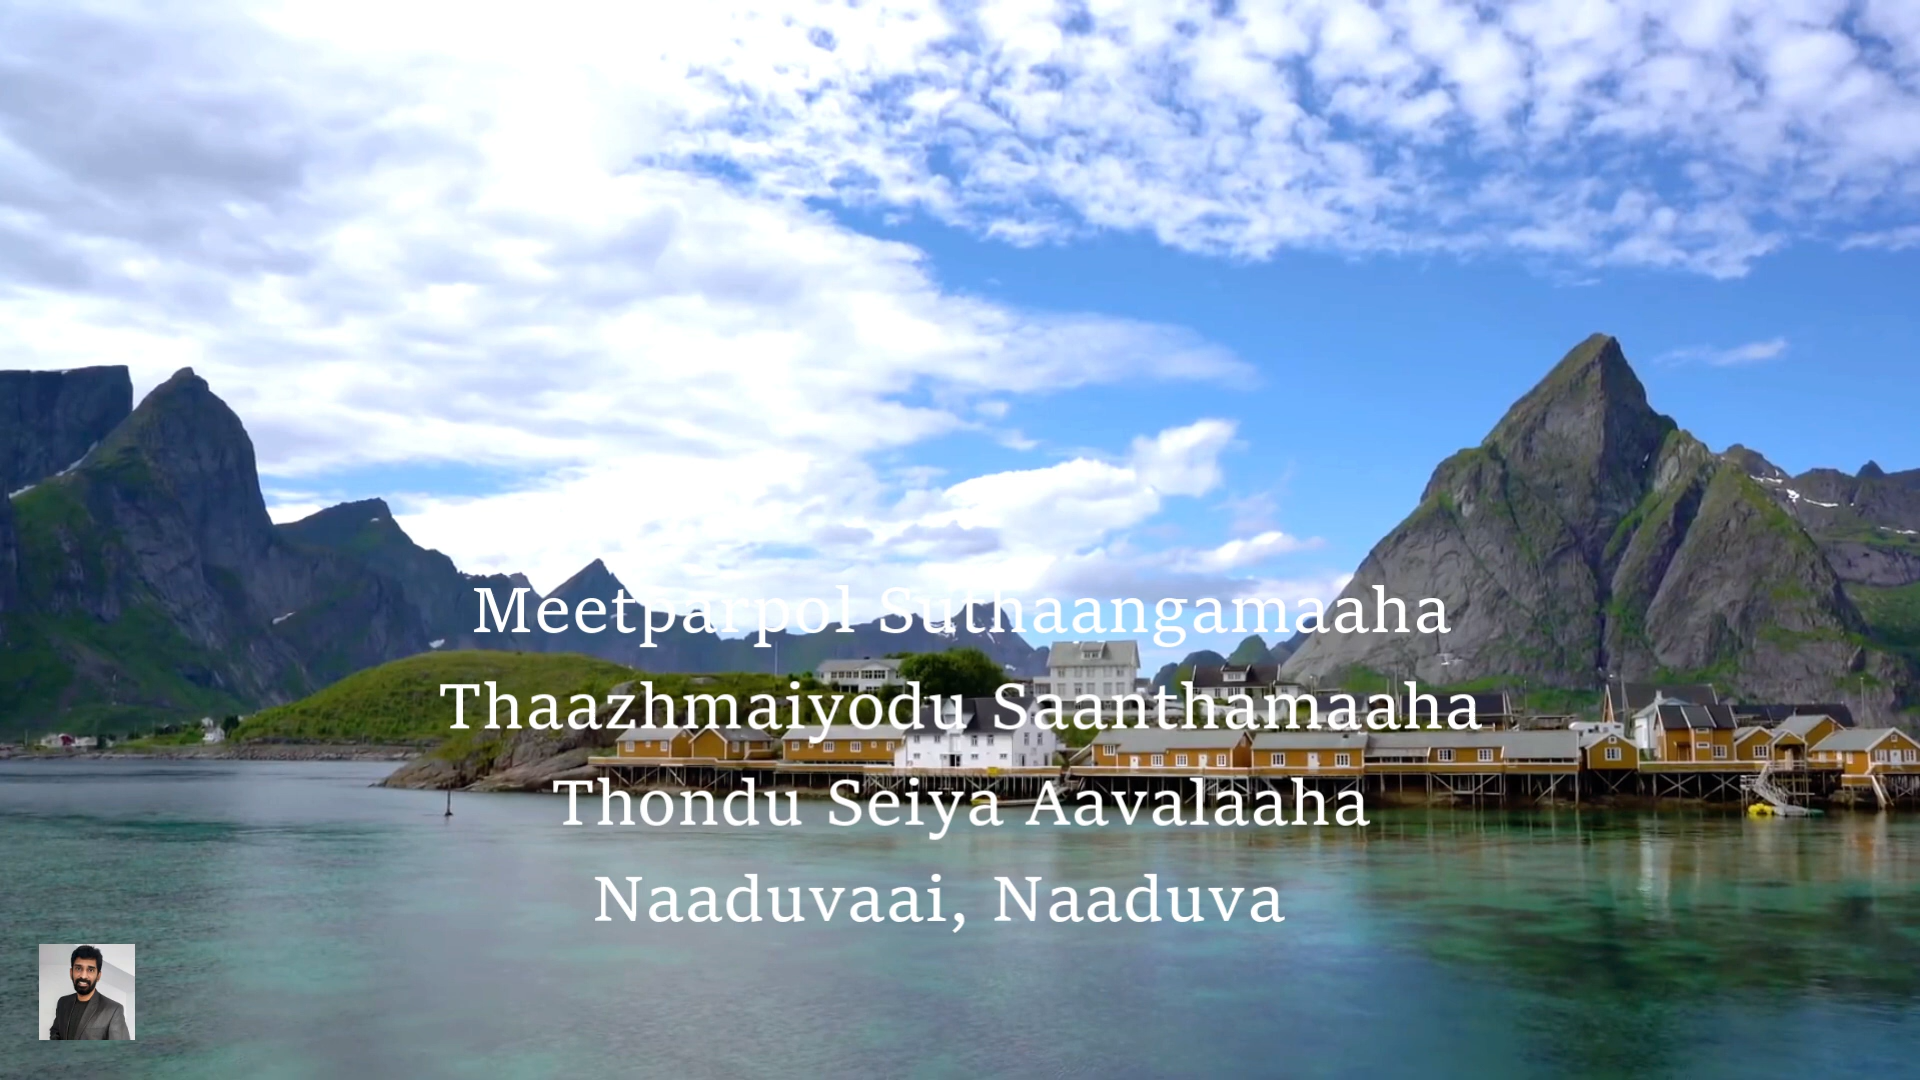 Meetparpol Suthaangamaaha
Thaazhmaiyodu Saanthamaaha
Thondu Seiya Aavalaaha
Naaduvaai, Naaduva